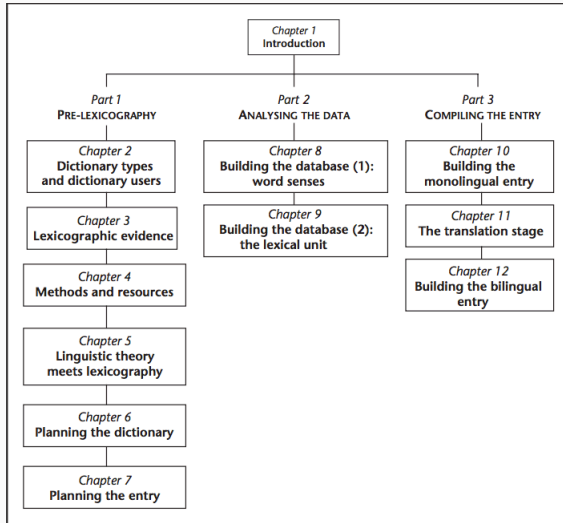 Chapter 1
Introduction
Part 1
PRE-LEXICOGRAPHY
Chapter 2
Dictionary types
and dictionary users
Chapter 3
Lexicographic evidence
Chapter 4
Methods and resources
Chapter 5
Linguistic theory
meets lexicography
Chapter 6
Planning the dictionary
Chapter 7
Planning the entry
Part 2
ANALYSING THE DATA
Chapter 8
Building the database (1):
word senses
Chapter 9
Building the database (2):
the lexical unit
Part 3
COMPILING THE ENTRY
Chapter 10
Building the
monolingual entry
Chapter 11
The translation stage
Chapter 12
Building the bilingual
entry